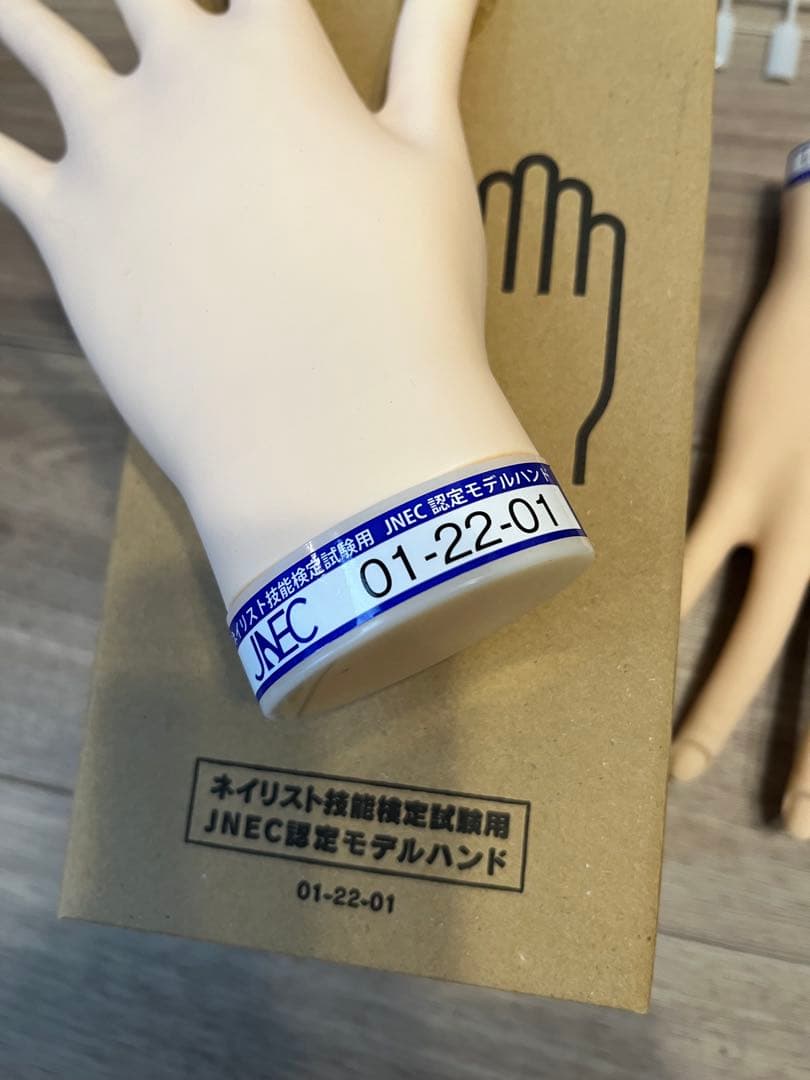 ネイリスト技能検定試験用 JNEC 認定モデルハンド
JNEC 01-22-01
ネイリスト技能検定試験用
JNEC認定モデルハンド
01-22-01